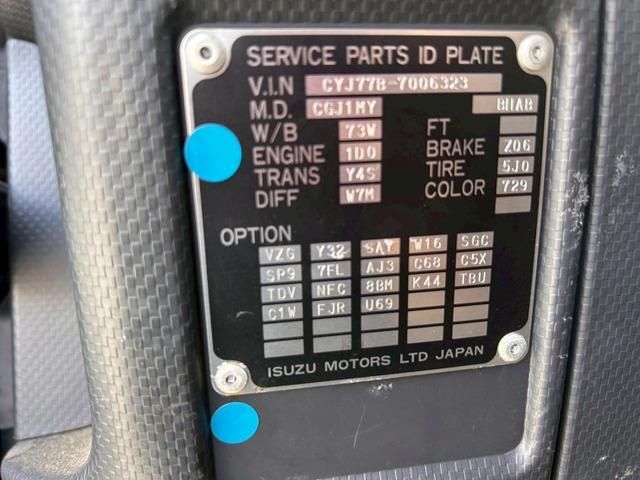 SERVICE PARTS ID PLATE
V.I.N CYJ77B-7006323
M.D. CGJ1MY
W/B 73W FT
ENGINE 1D0 BRAKE Z06
TRANS Y4S TIRE 5J0
DIFF W7M COLOR 729
OPTION
VZG Y32 SAY W16 SGC
SP9 7FL AJ3 C68 C5X
TDV NFC 8BM K44 TBU
C1W FJR U69
ISUZU MOTORS LTD JAPAN